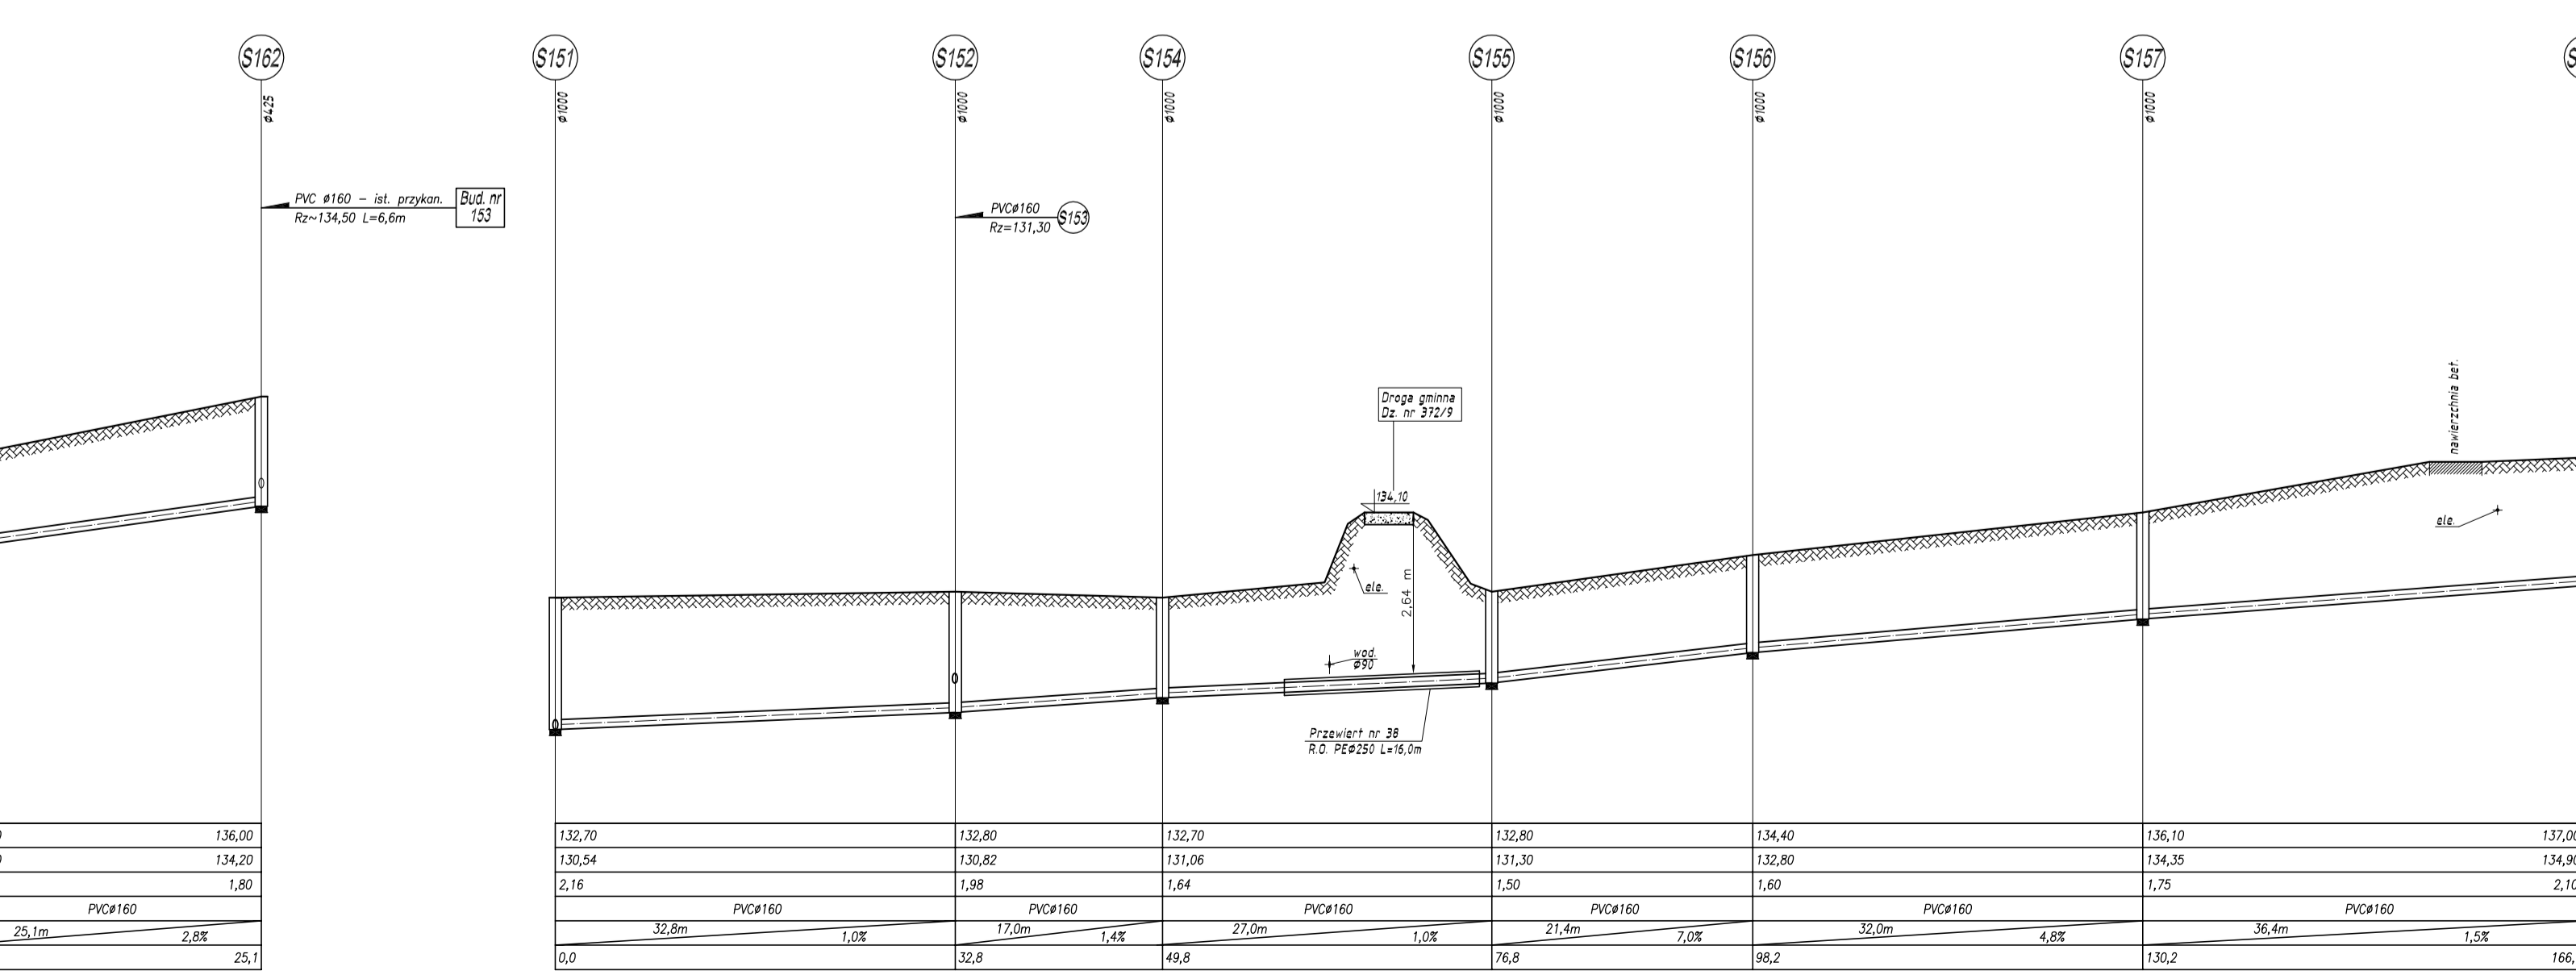 S162
S151
S152
S154
S155
S156
S157
ø425
ø1000
ø1000
ø1000
ø1000
ø1000
ø1000
PVC ø160 – ist. przykan.
Rz~134,50 L=6,6m
Bud. nr
153
PVCø160
Rz=131,30
S153
Droga gminna
Dz. nr 372/9
134,10
nawierzchnia bet.
ele.
ele.
2,64 m
wod.
Ø90
Przewiert nr 38
R.O. PEØ250 L=16,0m
136,00 132,70 132,80 132,70 132,80 134,40 136,10 137,00
134,20 130,54 130,82 131,06 131,30 132,80 134,35 134,90
1,80 2,16 1,98 1,64 1,50 1,60 1,75 2,10
PVCø160 PVCø160 PVCø160 PVCø160 PVCø160 PVCø160 PVCø160
25,1m 2,8% 32,8m 1,0% 17,0m 1,4% 27,0m 1,0% 21,4m 7,0% 32,0m 4,8% 36,4m 1,5%
25,1 0,0 32,8 49,8 76,8 98,2 130,2 166,